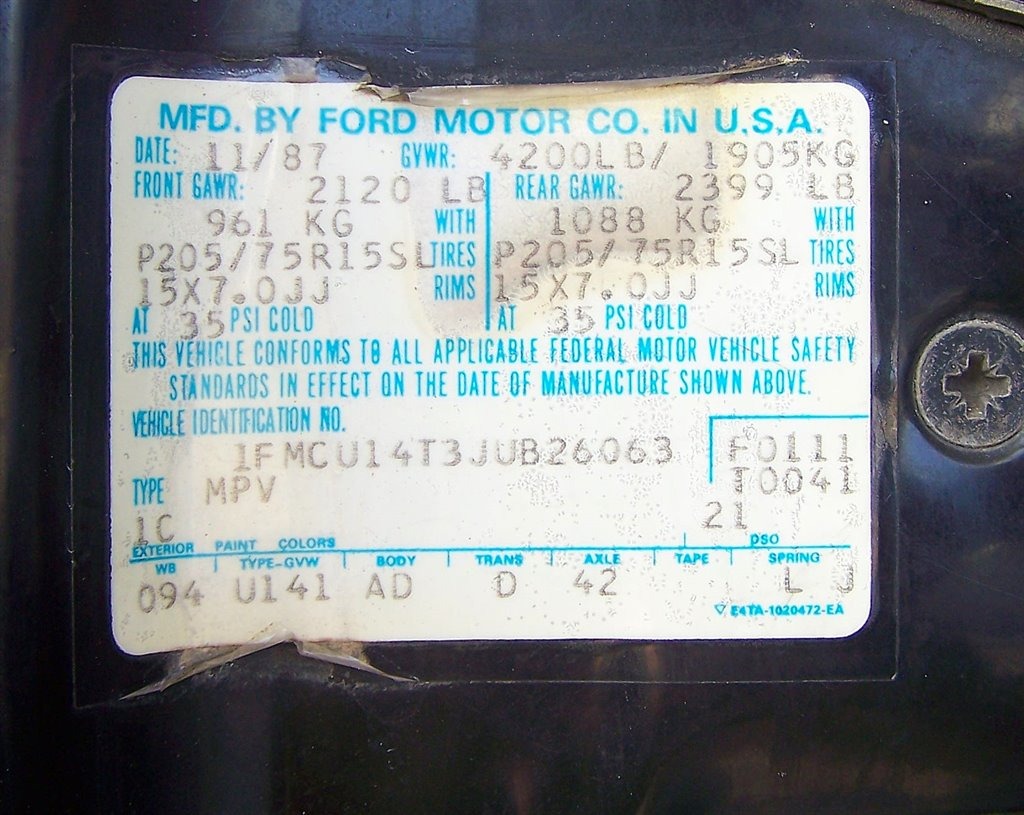 MFD. BY FORD MOTOR CO. IN U.S.A.
DATE: 11/87 GVWR: 4200LB/ 1905KG
FRONT GAWR: 2120 LB REAR GAWR: 2399 LB
961 KG WITH 1088 KG WITH
P205/75R15SL TIRES P205/75R15SL TIRES
15X7.0JJ RIMS 15X7.0JJ RIMS
AT 35 PSI COLD AT 35 PSI COLD
THIS VEHICLE CONFORMS TO ALL APPLICABLE FEDERAL MOTOR VEHICLE SAFETY
STANDARDS IN EFFECT ON THE DATE OF MANUFACTURE SHOWN ABOVE.
VEHICLE IDENTIFICATION NO.
1FMCU14T3JUB26063 F0111
TYPE MPV T0041
1C 21
EXTERIOR PAINT COLORS DSO
WB TYPE-GVW BODY TRANS AXLE TAPE SPRING
094 U141 AD D 42 L J
▽ E4TA-1020472-EA